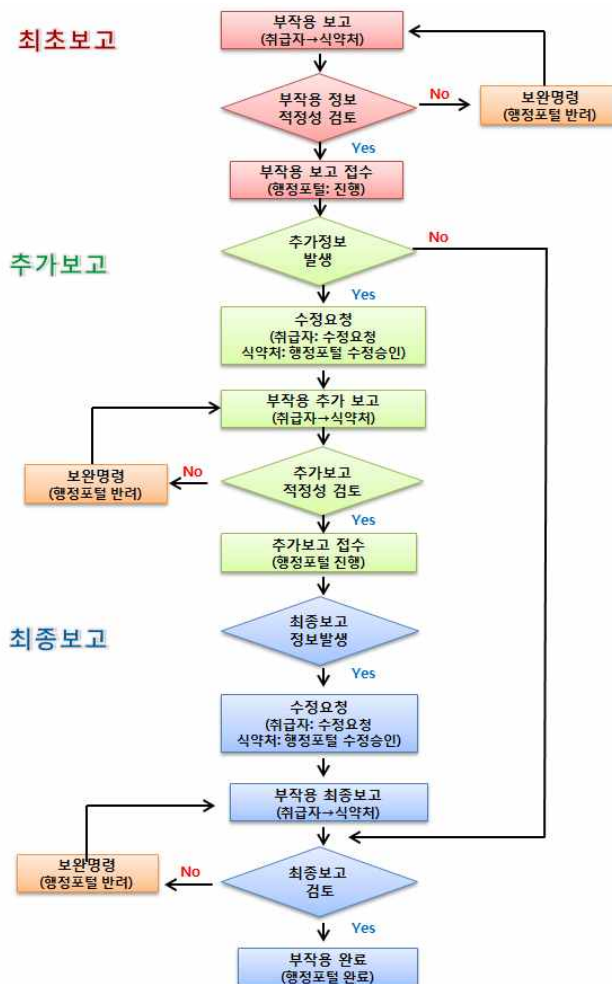 최초보고
부작용 보고
(취급자→식약처)
부작용 정보
적정성 검토
No
보완명령
(행정포털 반려)
Yes
부작용 보고 접수
(행정포털: 진행)
추가보고
추가정보
발생
No
Yes
수정요청
(취급자: 수정요청
식약처: 행정포털 수정승인)
부작용 추가 보고
(취급자→식약처)
추가보고
적정성 검토
No
보완명령
(행정포털 반려)
Yes
추가보고 접수
(행정포털 진행)
최종보고
최종보고
정보발생
Yes
수정요청
(취급자: 수정요청
식약처: 행정포털 수정승인)
부작용 최종보고
(취급자→식약처)
최종보고
검토
No
보완명령
(행정포털 반려)
Yes
부작용 완료
(행정포털 완료)